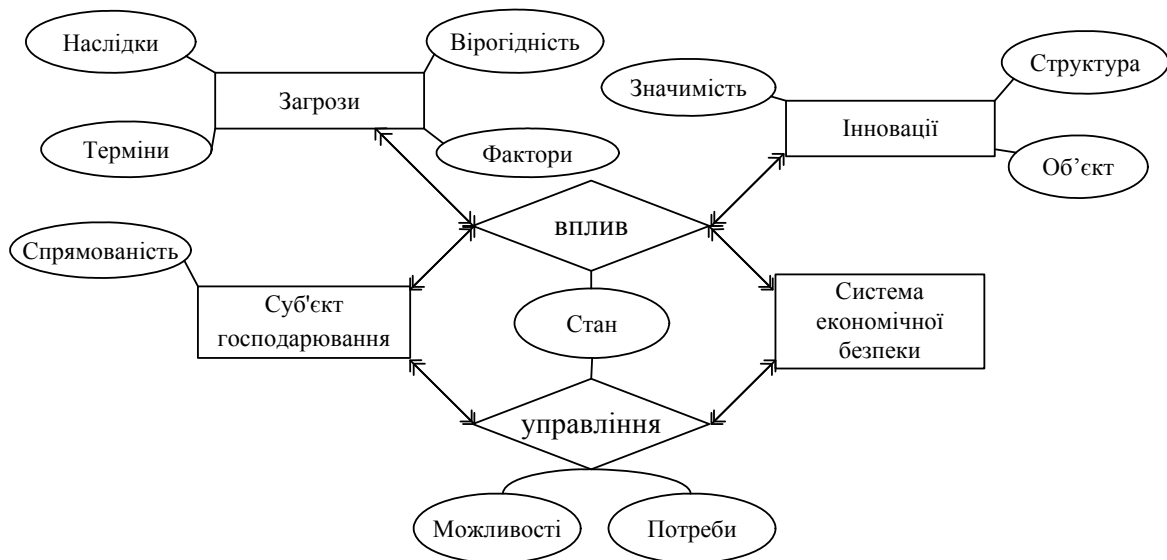 Наслідки
Вірогідність
Загрози
Терміни
Фактори
Структура
Значимість
Інновації
Об’єкт
вплив
Спрямованість
Суб'єкт
господарювання
Стан
Система
економічної
безпеки
управління
Можливості
Потреби